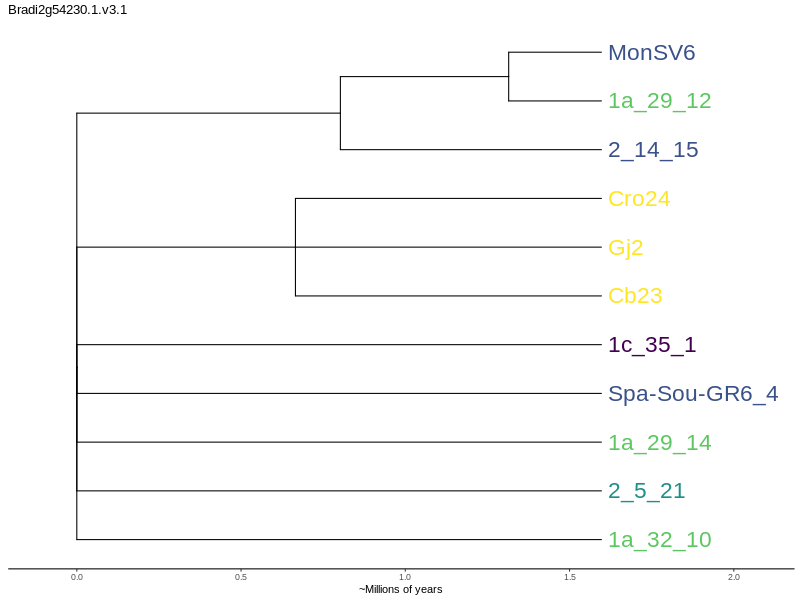 Bradi2g54230.1.v3.1
MonSV6
1a_29_12
2_14_15
Cro24
Gj2
Cb23
1c_35_1
Spa-Sou-GR6_4
1a_29_14
2_5_21
1a_32_10
0.0 0.5 1.0 1.5 2.0
~Millions of years